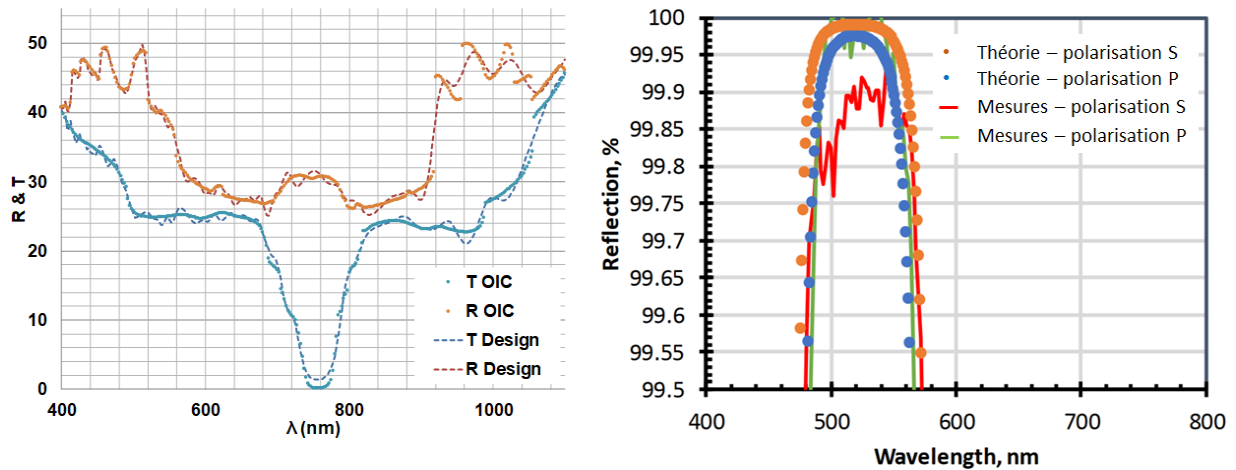 50
40
30
20
10
0
R & T
400
600
800
1000
λ (nm)
T OIC
R OIC
T Design
R Design
100
99.95
99.9
99.85
99.8
99.75
99.7
99.65
99.6
99.55
99.5
Reflection, %
400
500
600
700
800
Wavelength, nm
Théorie – polarisation S
Théorie – polarisation P
Mesures – polarisation S
Mesures – polarisation P